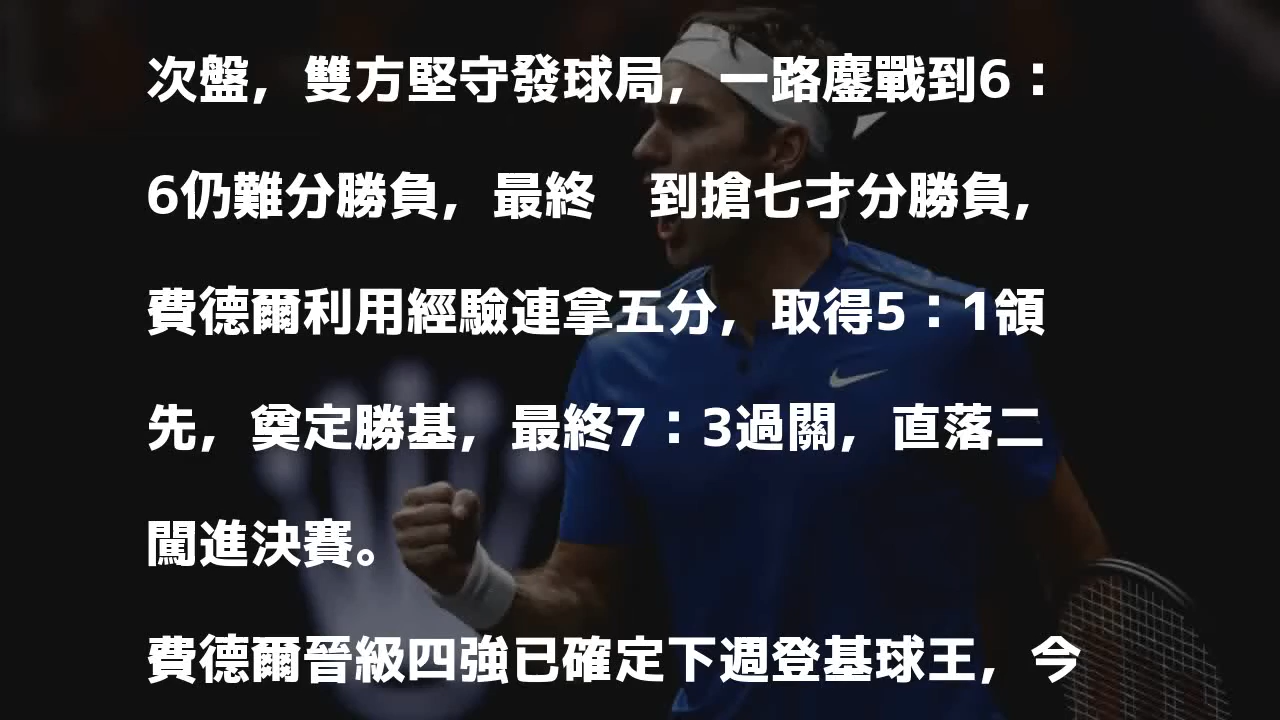 次盤，雙方堅守發球局，一路鏖戰到6：
6仍難分勝負，最終　到搶七才分勝負，
費德爾利用經驗連拿五分，取得5：1領
先，奠定勝基，最終7：3過關，直落二
闖進決賽。
費德爾晉級四強已確定下週登基球王，今